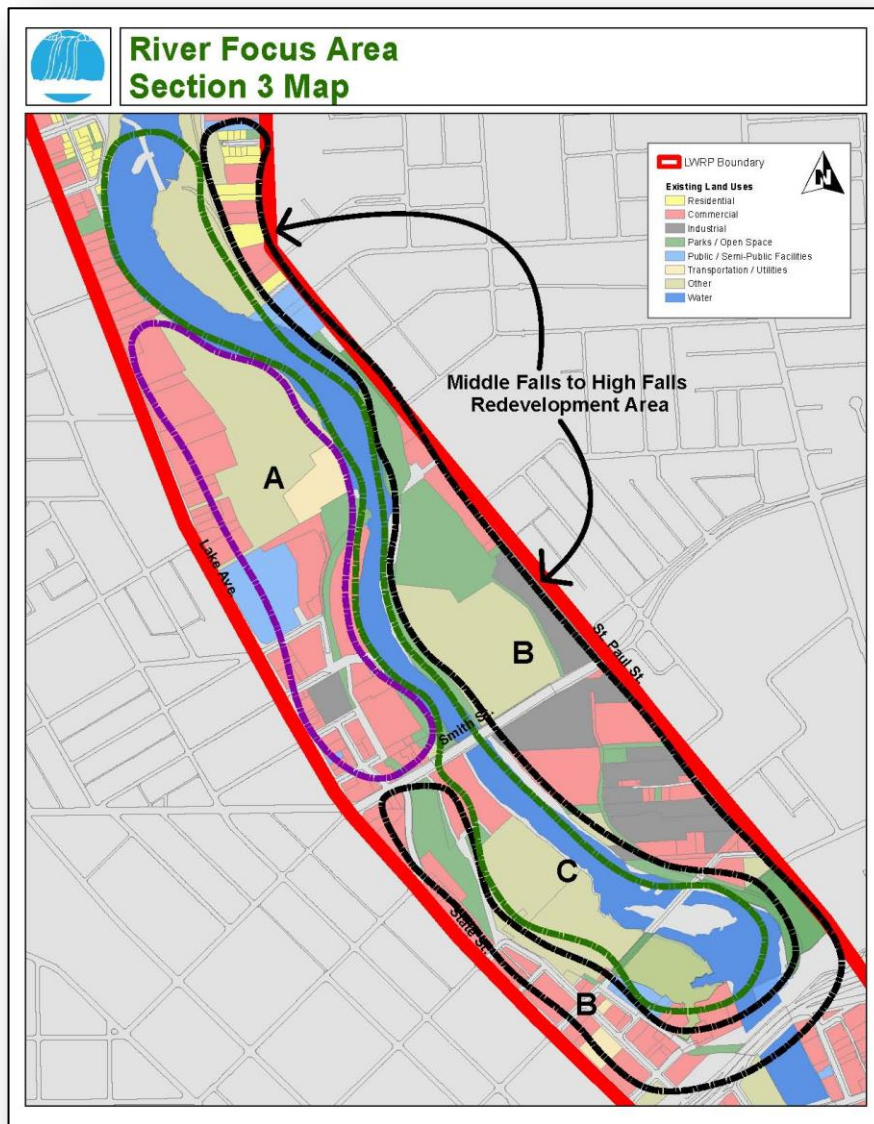 River Focus Area
Section 3 Map
LWRP Boundary
Existing Land Uses
Residential
Commercial
Industrial
Parks / Open Space
Public / Semi-Public Facilities
Transportation / Utilities
Other
Water
N
Middle Falls to High Falls
Redevelopment Area
A
Lake Ave.
B
St. Paul St.
Smith St.
C
State St.
B